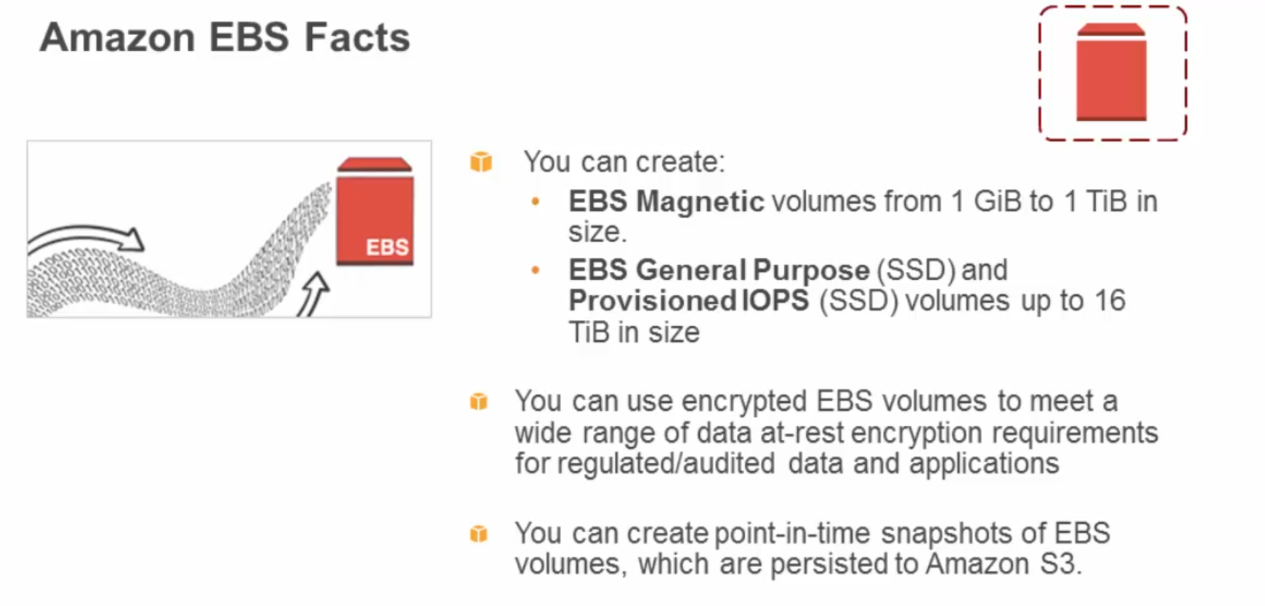 Amazon EBS Facts
EBS
You can create:
• EBS Magnetic volumes from 1 GiB to 1 TiB in
size.
• EBS General Purpose (SSD) and
Provisioned IOPS (SSD) volumes up to 16
TiB in size
You can use encrypted EBS volumes to meet a
wide range of data at-rest encryption requirements
for regulated/audited data and applications
You can create point-in-time snapshots of EBS
volumes, which are persisted to Amazon S3.